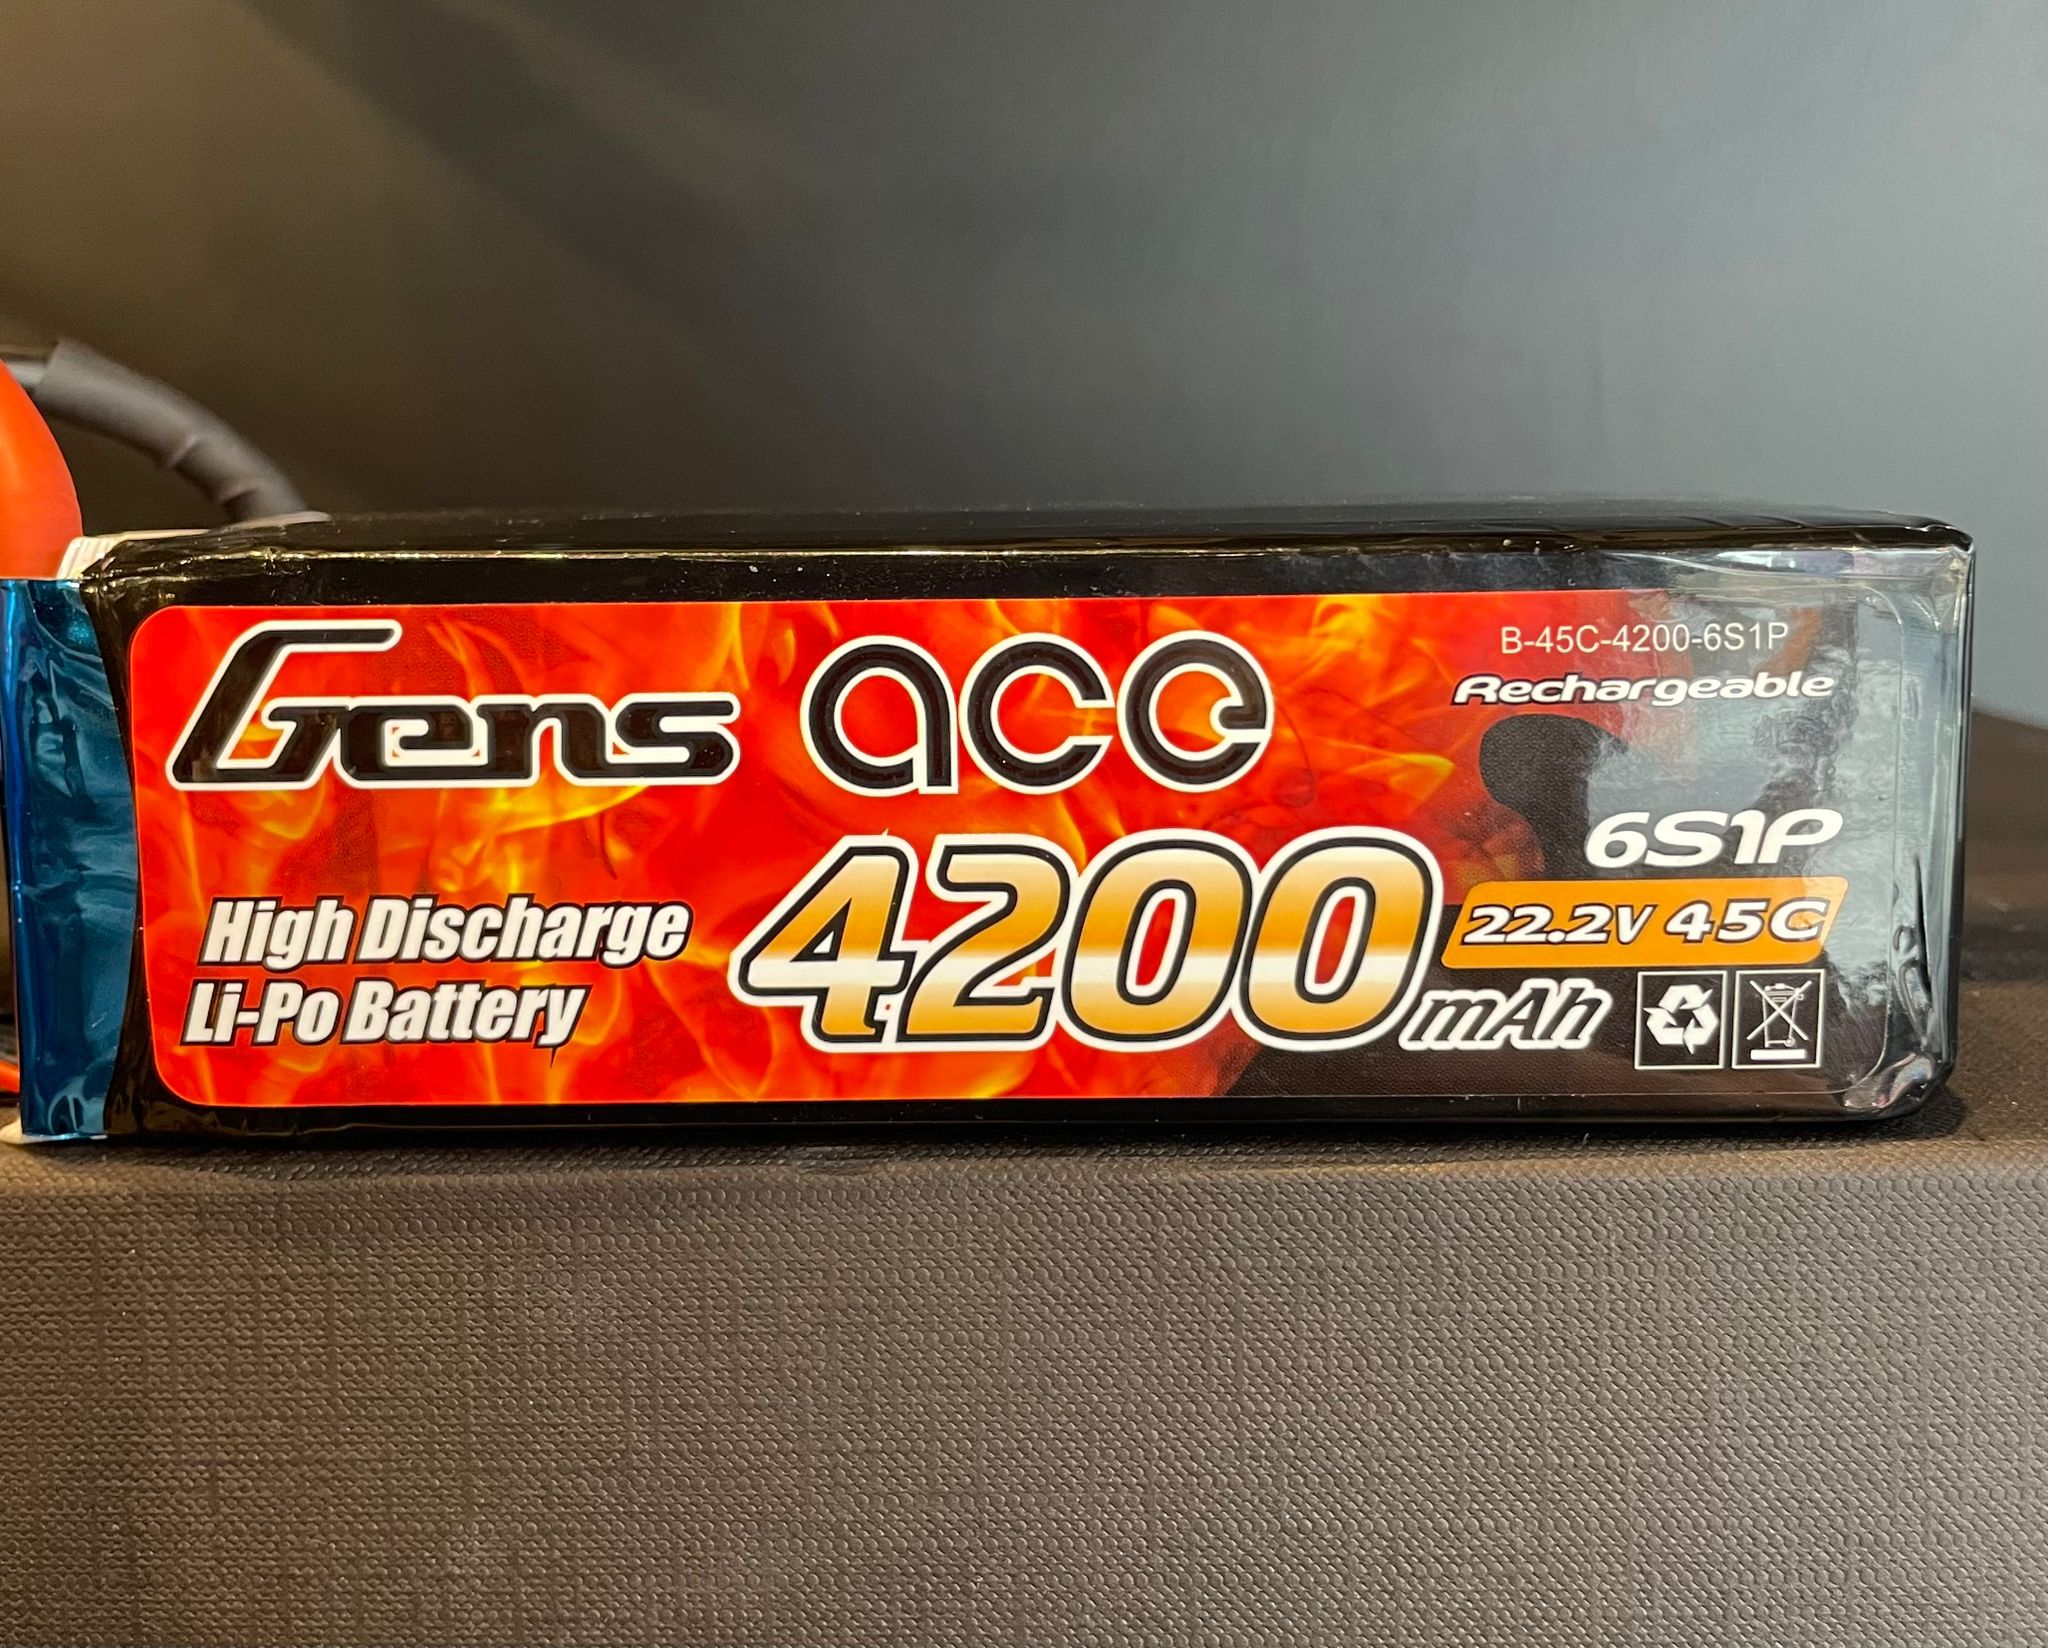 Gens ace
B-45C-4200-6S1P
Rechargeable
6S1P
22.2V 45C
High Discharge
Li-Po Battery
4200mAh